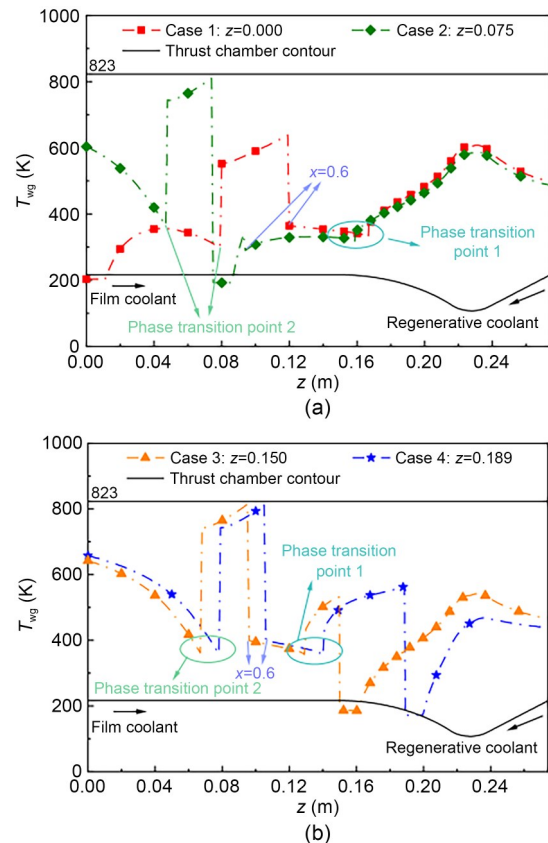 Case 1: z=0.000
Case 2: z=0.075
Thrust chamber contour
823
1000
800
600
400
200
0
T_wg (K)
x=0.6
Phase transition
point 1
Film coolant
Phase transition point 2
Regenerative coolant
0.00 0.04 0.08 0.12 0.16 0.20 0.24
z (m)
(a)
Case 3: z=0.150
Case 4: z=0.189
Thrust chamber contour
823
1000
800
600
400
200
0
T_wg (K)
Phase transition
point 1
Phase transition point 2
x=0.6
Film coolant
Regenerative coolant
0.00 0.04 0.08 0.12 0.16 0.20 0.24
z (m)
(b)